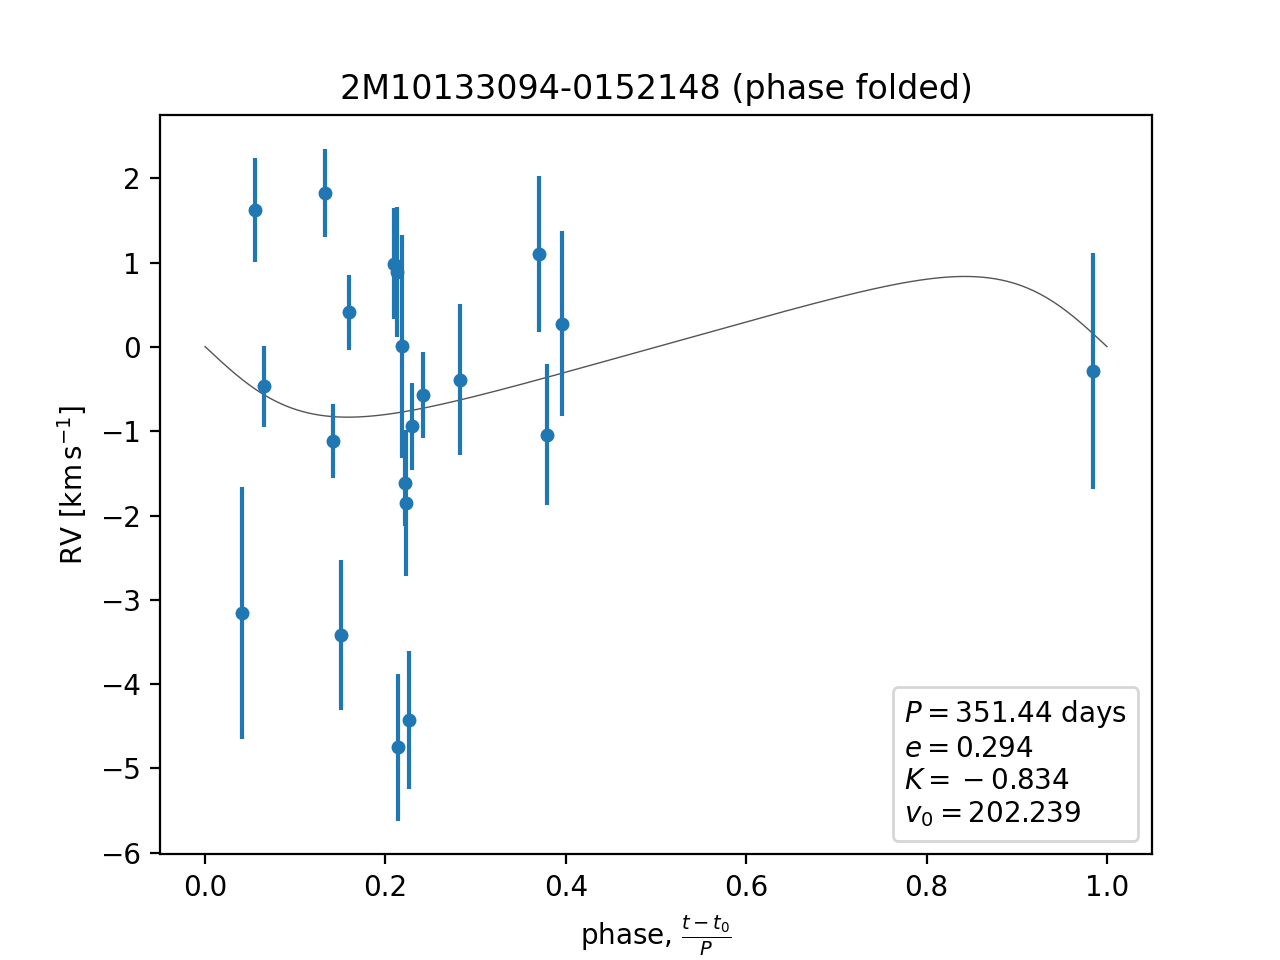 2M10133094-0152148 (phase folded)
2
1
0
−1
−2
−3
−4
−5
−6
RV [km s⁻¹]
0.0 0.2 0.4 0.6 0.8 1.0
phase, (t − t₀)/P
P = 351.44 days
e = 0.294
K = −0.834
v₀ = 202.239